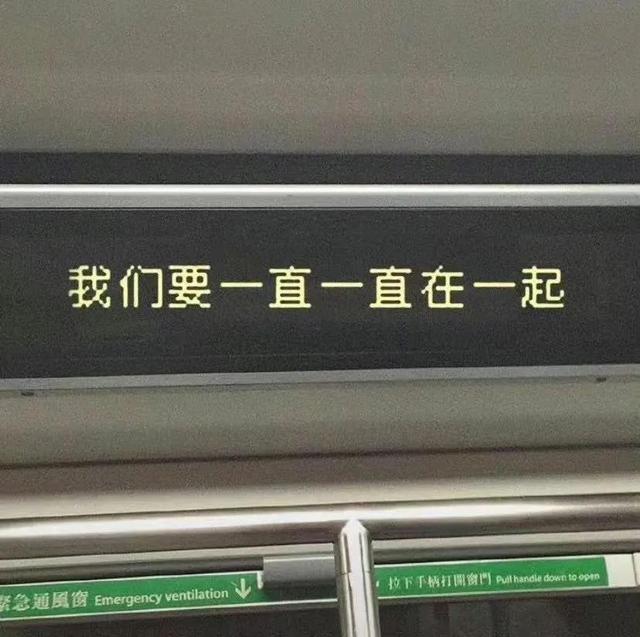 我们要一直一直在一起
緊急通風窗 Emergency ventilation
拉下手柄打開窗門 Pull handle down to open